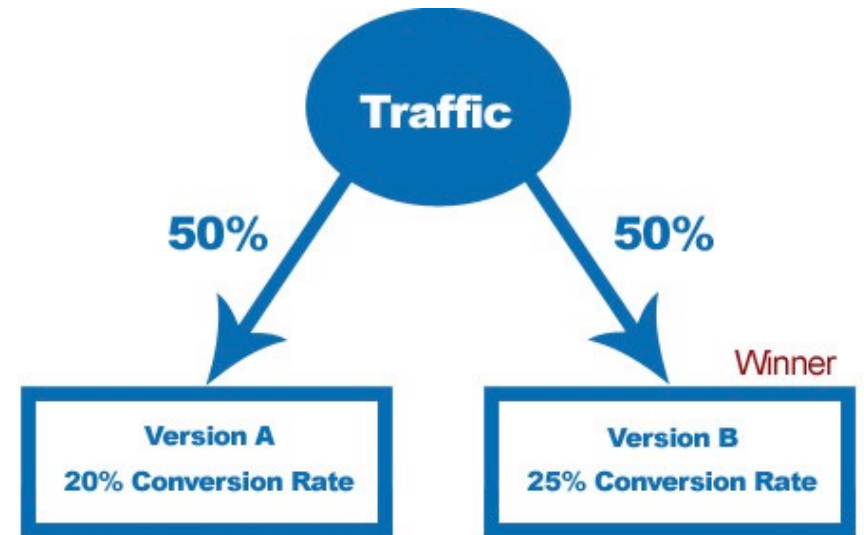 Traffic
50%
50%
Winner
Version A
20% Conversion Rate
Version B
25% Conversion Rate